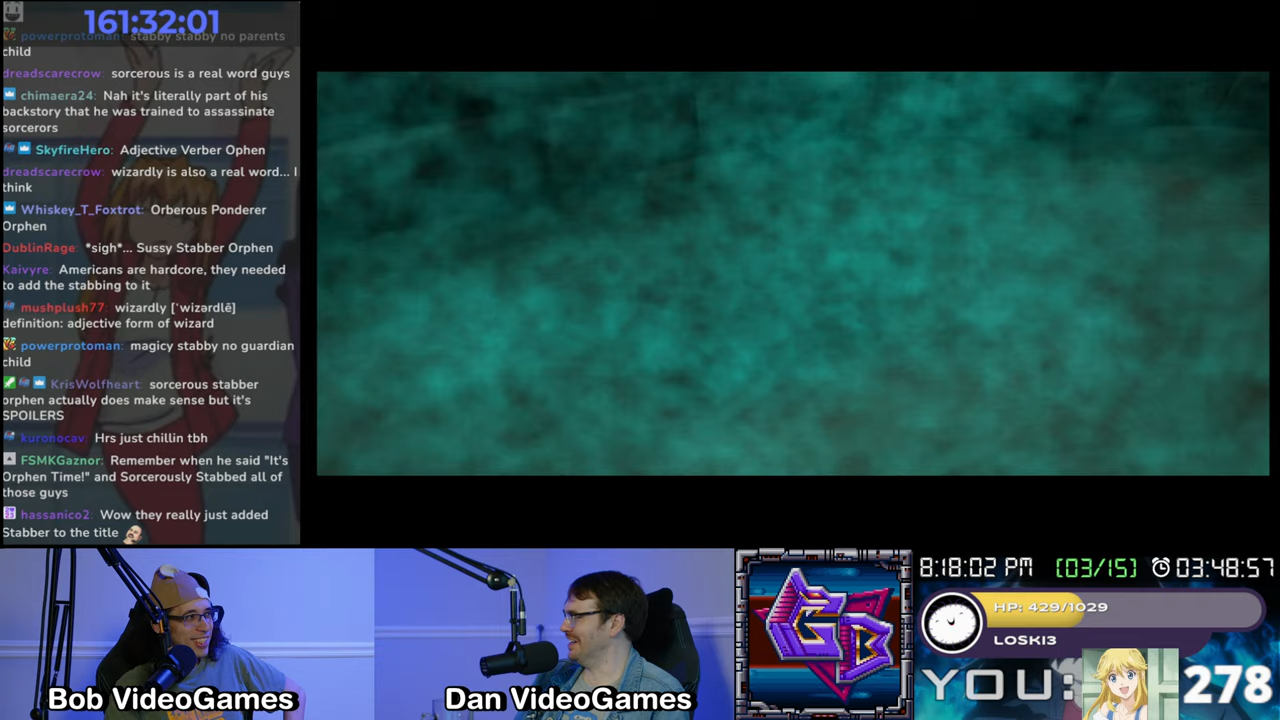 161:32:01
powerprotoman: stabby stabby no parents
child
dreadscarecrow: sorcerous is a real word guys
chimaera24: Nah it's literally part of his
backstory that he was trained to assassinate
sorcerors
SkyfireHero: Adjective Verber Ophen
dreadscarecrow: wizardly is also a real word... I
think
Whiskey_T_Foxtrot: Orberous Ponderer
Orphen
DublinRage: *sigh*... Sussy Stabber Orphen
Kaivyre: Americans are hardcore, they needed
to add the stabbing to it
mushplush77: wizardly [ˈwizərdlē]
definition: adjective form of wizard
powerprotoman: magicy stabby no guardian
child
KrisWolfheart: sorcerous stabber
orphen actually does make sense but it's
SPOILERS
kuronocav: Hrs just chillin tbh
FSMKGaznor: Remember when he said "It's
Orphen Time!" and Sorcerously Stabbed all of
those guys
hassanico2: Wow they really just added
Stabber to the title
Bob VideoGames
Dan VideoGames
GB
8:18:02 PM [03/15] 03:48:57
HP: 429/1029
LOSKI3
YOU: 278